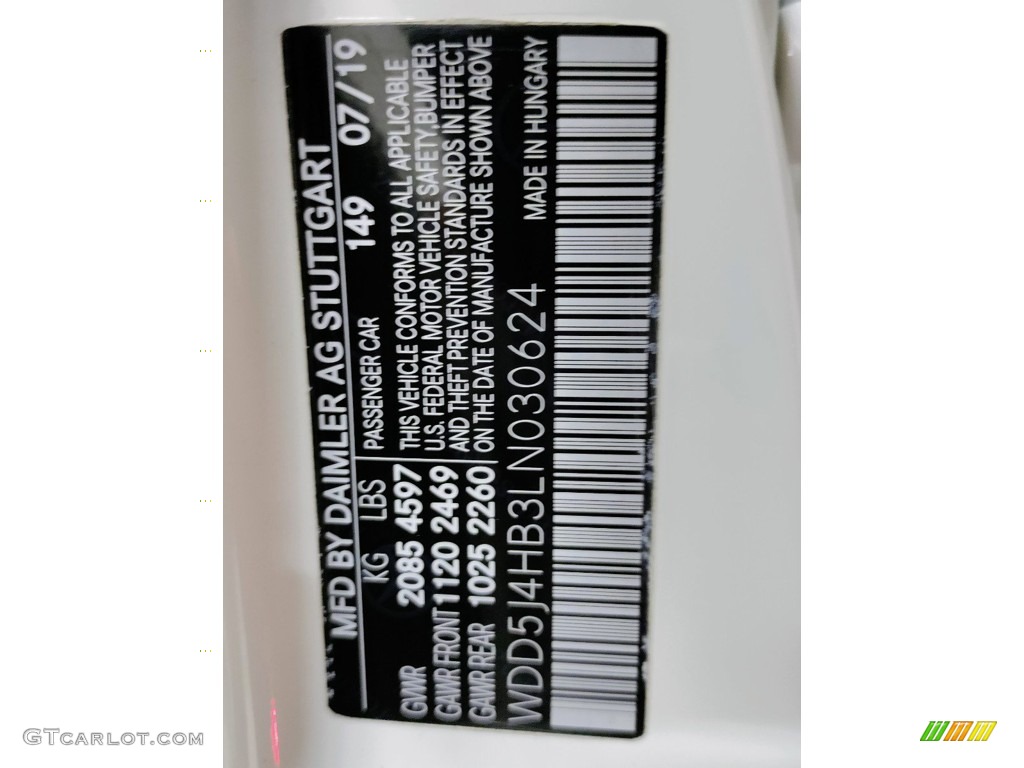 MFD BY DAIMLER AG STUTTGART
149 07/19
KG LBS PASSENGER CAR
GVWR 2085 4597
GAWR FRONT 1120 2469
GAWR REAR 1025 2260
THIS VEHICLE CONFORMS TO ALL APPLICABLE
U.S. FEDERAL MOTOR VEHICLE SAFETY,BUMPER
AND THEFT PREVENTION STANDARDS IN EFFECT
ON THE DATE OF MANUFACTURE SHOWN ABOVE
WDD5J4HB3LN030624 MADE IN HUNGARY
GTCarlot.com